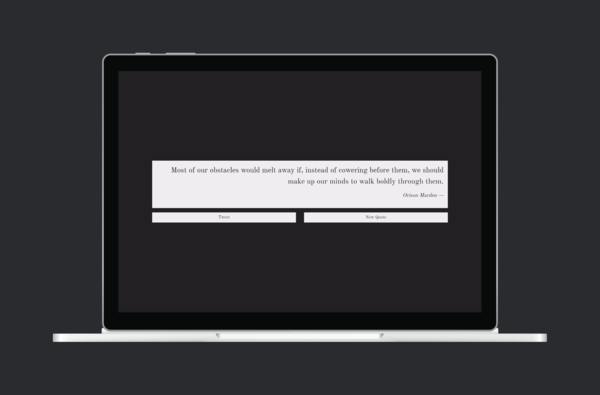 Most of our obstacles would melt away if, instead of cowering before them, we should
make up our minds to walk boldly through them.
Orison Marden —
Tweet
New Quote